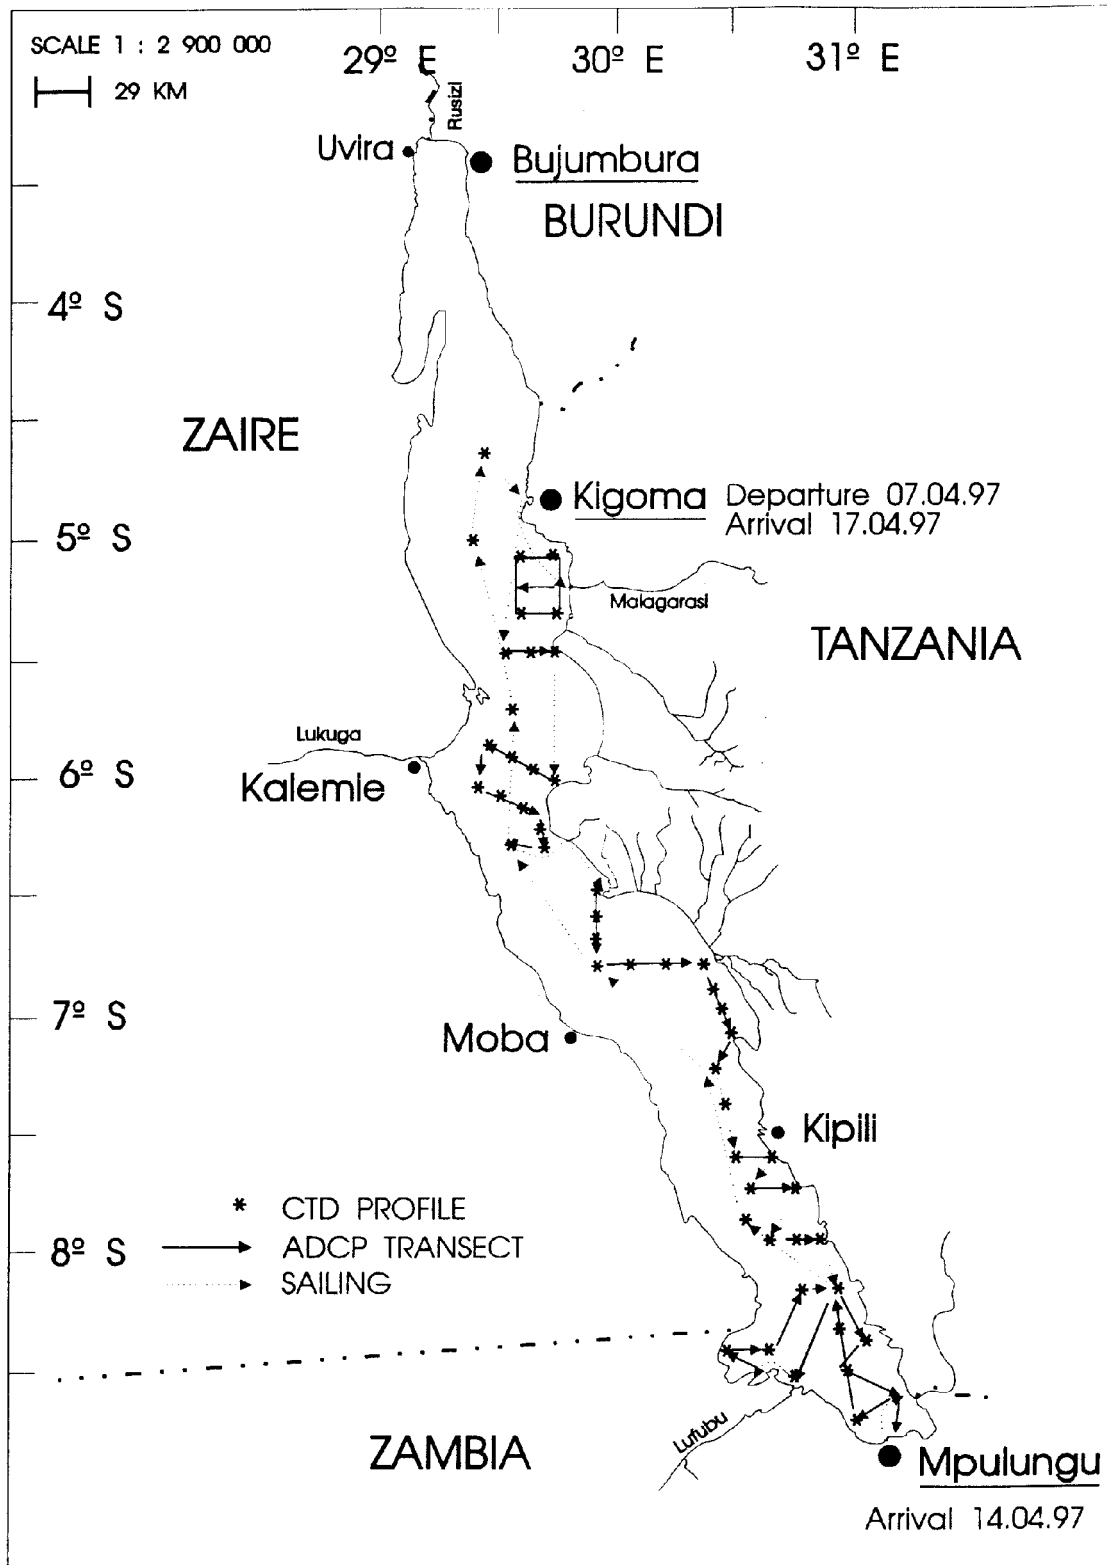 SCALE 1 : 2 900 000
29 KM
29º E
30º E
31º E
Rusizi
Uvira
Bujumbura
BURUNDI
4º S
ZAIRE
Kigoma
Departure 07.04.97
Arrival 17.04.97
5º S
Malagarasi
TANZANIA
Lukuga
6º S
Kalemie
7º S
Moba
Kipili
CTD PROFILE
8º S
ADCP TRANSECT
SAILING
Lufubu
ZAMBIA
Mpulungu
Arrival 14.04.97